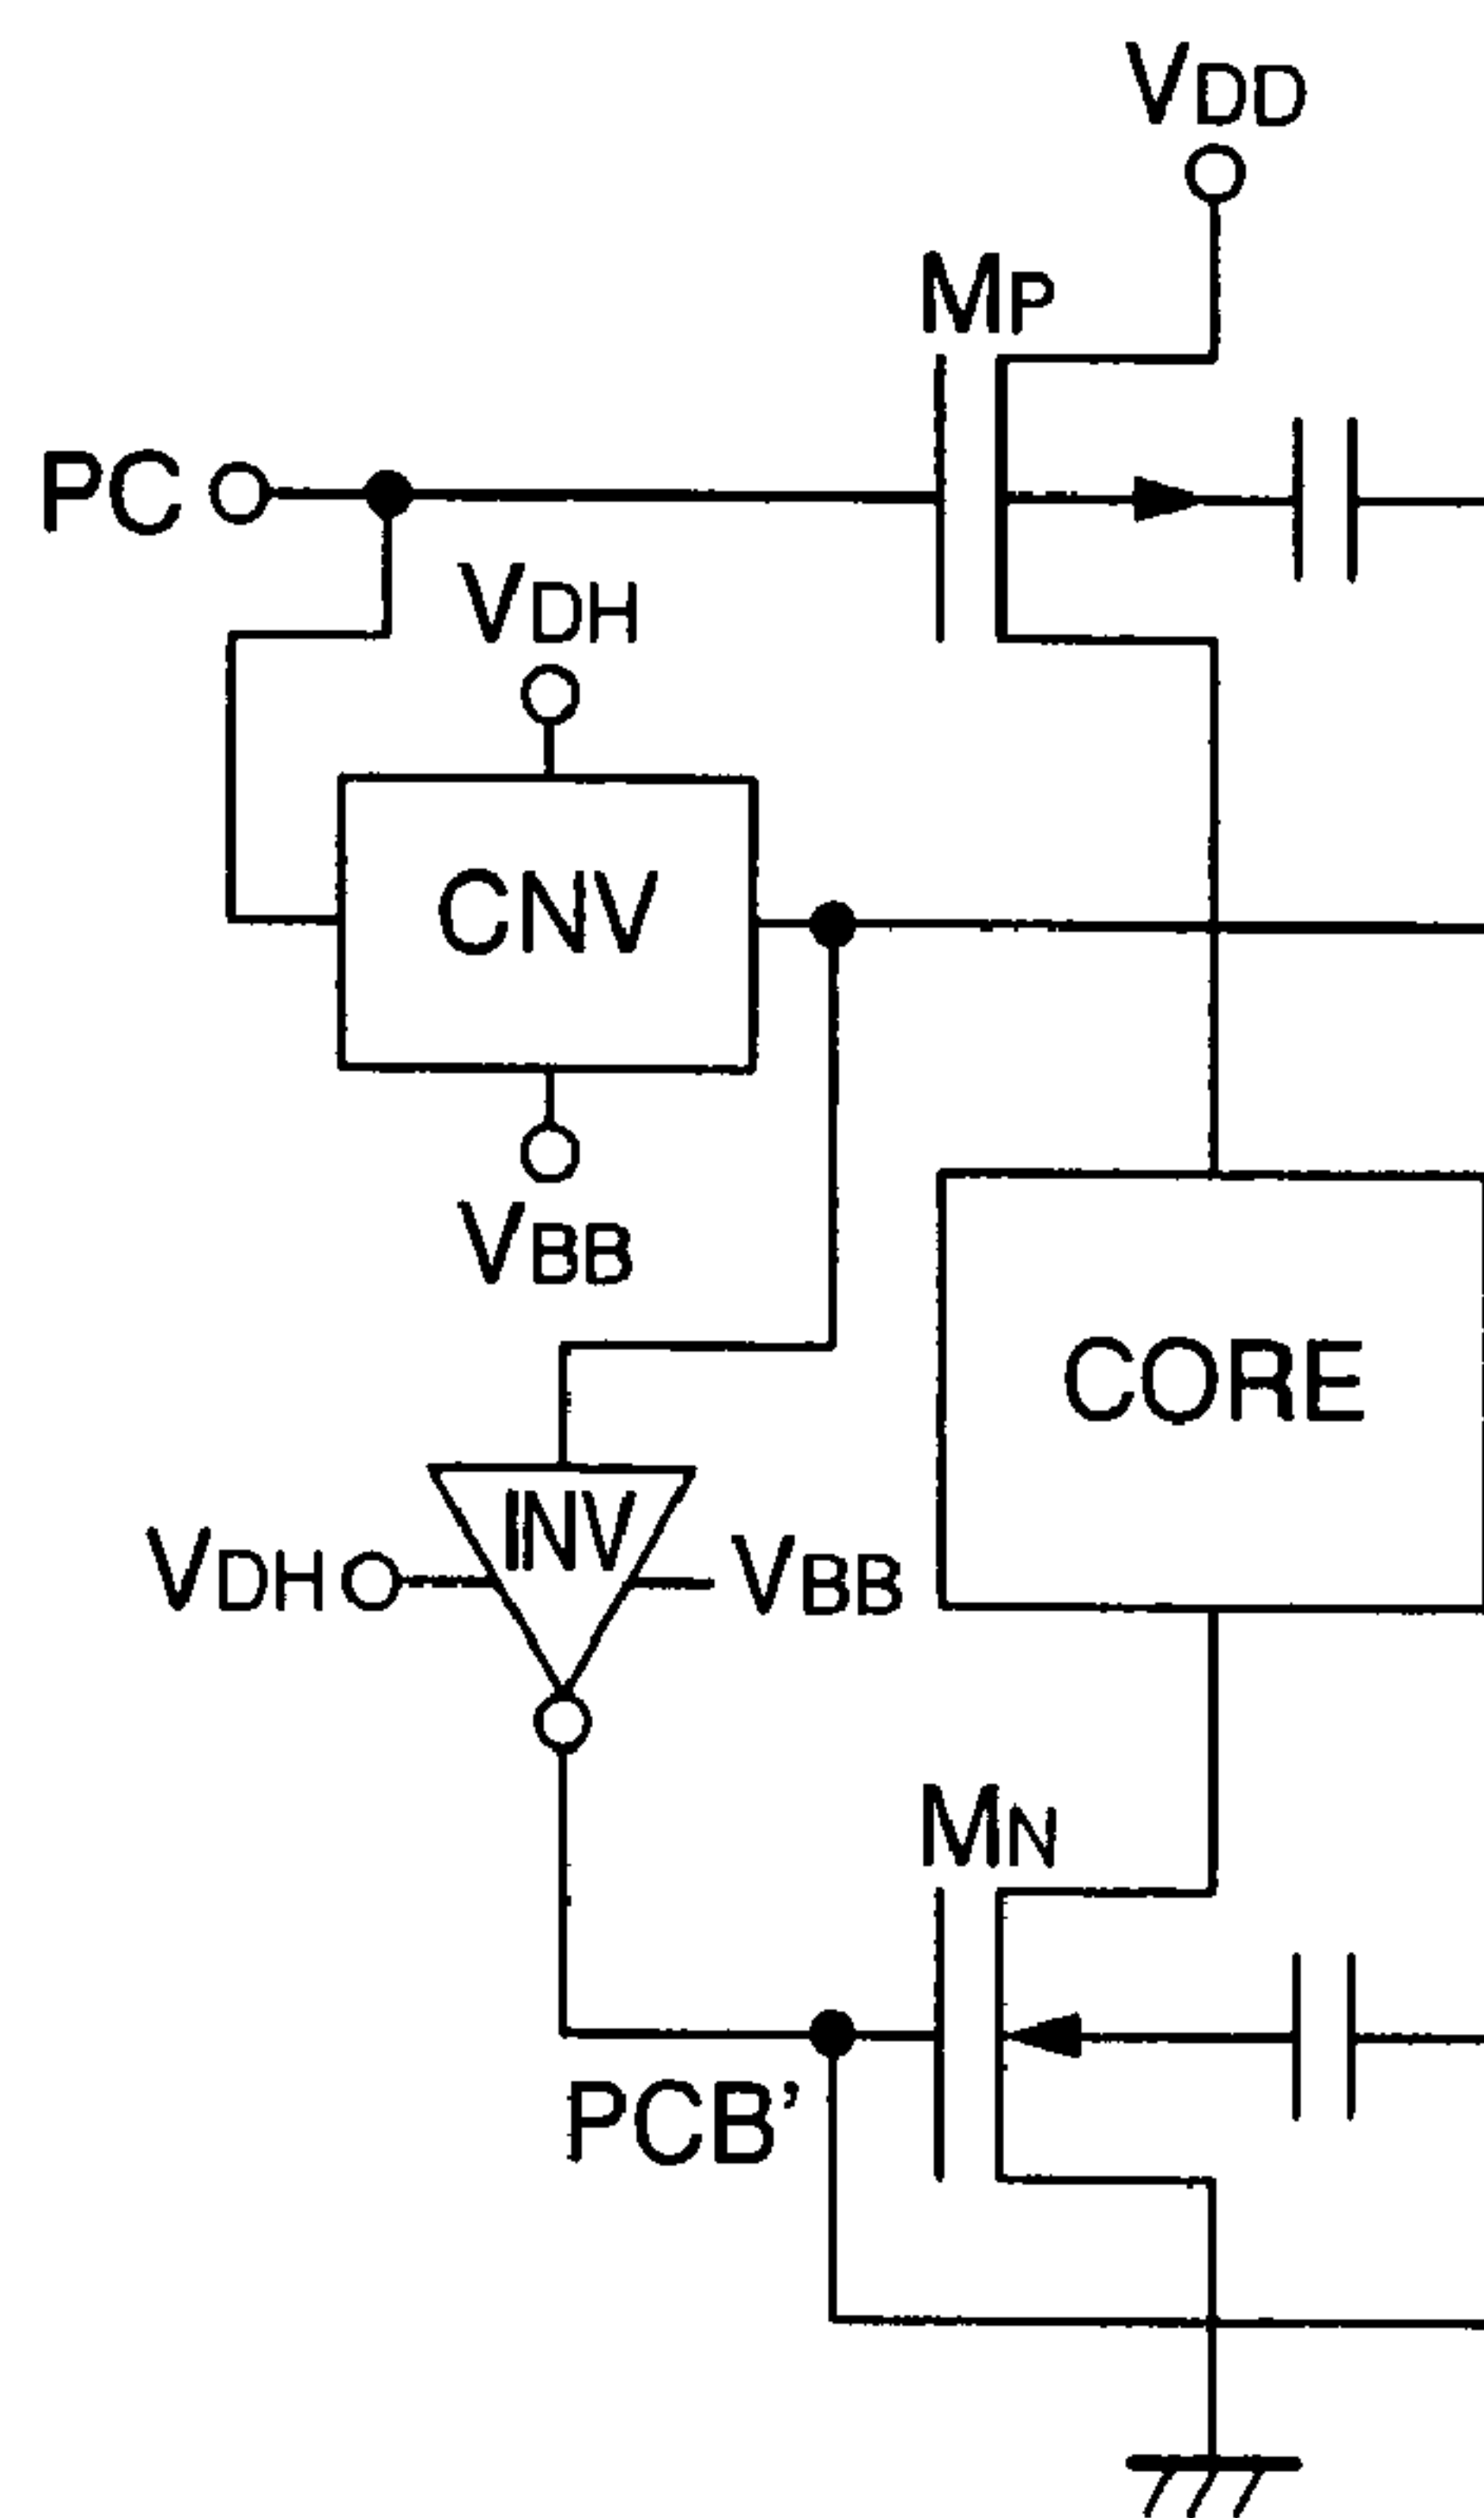 VDD
MP
PC
VDH
CNV
VBB
CORE
INV
VDH
VBB
MN
PCB'